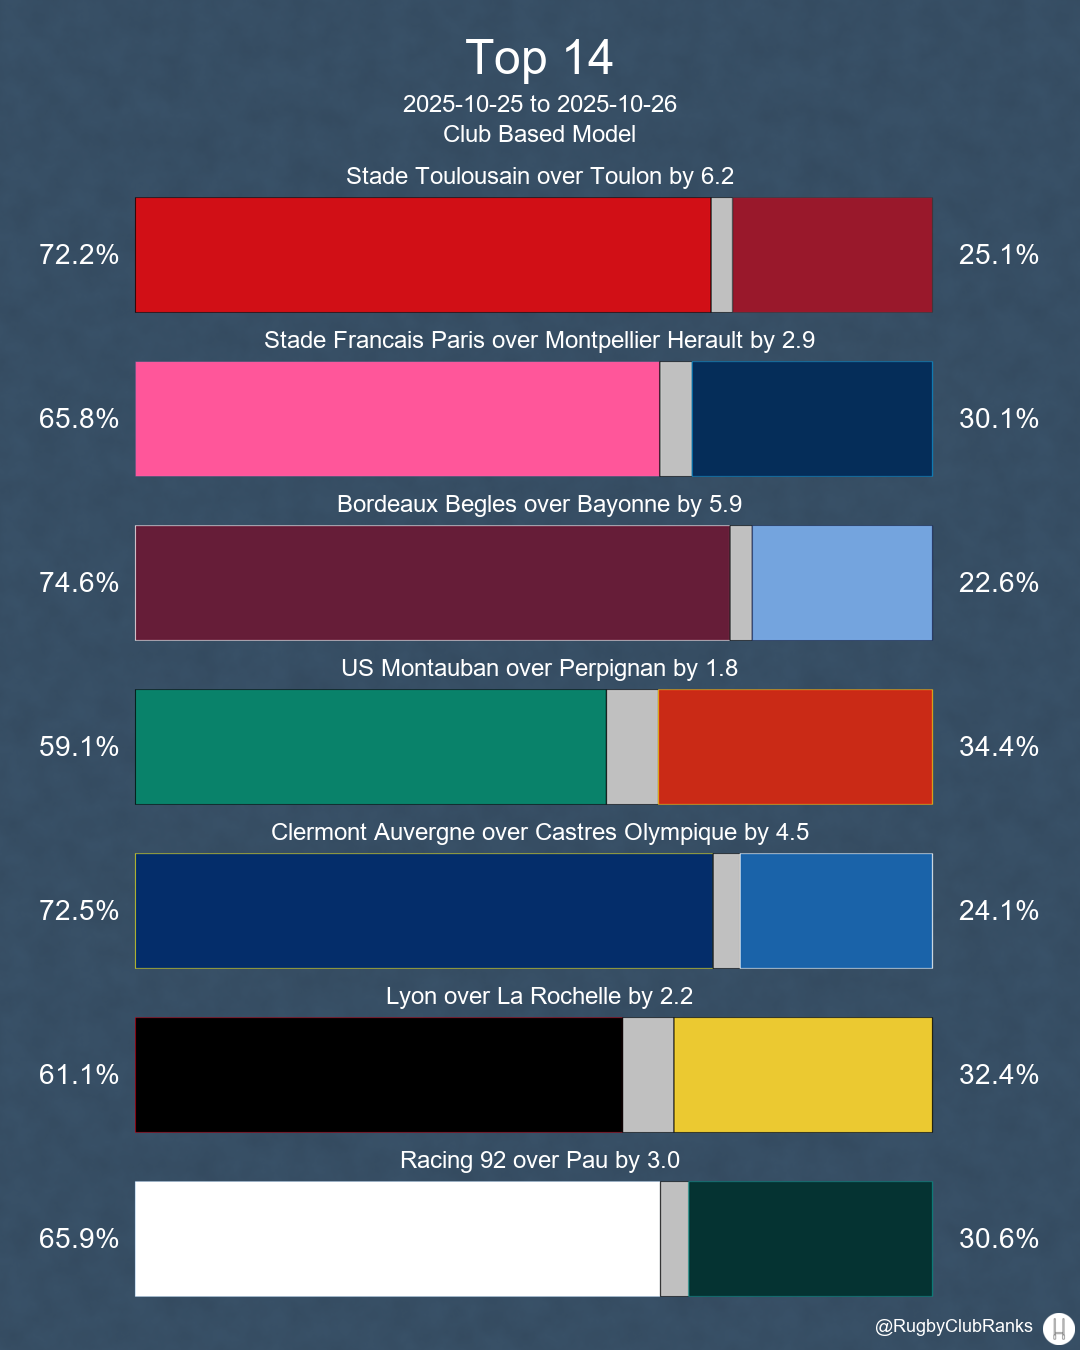 Top 14
2025-10-25 to 2025-10-26
Club Based Model
Stade Toulousain over Toulon by 6.2
72.2% 25.1%
Stade Francais Paris over Montpellier Herault by 2.9
65.8% 30.1%
Bordeaux Begles over Bayonne by 5.9
74.6% 22.6%
US Montauban over Perpignan by 1.8
59.1% 34.4%
Clermont Auvergne over Castres Olympique by 4.5
72.5% 24.1%
Lyon over La Rochelle by 2.2
61.1% 32.4%
Racing 92 over Pau by 3.0
65.9% 30.6%
@RugbyClubRanks